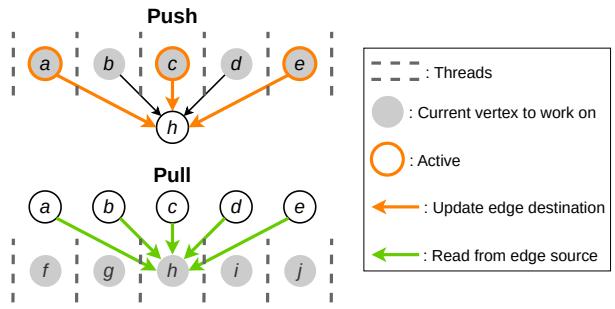 Push
a b c d e
h
Pull
a b c d e
f g h i j
: Threads
: Current vertex to work on
: Active
: Update edge destination
: Read from edge source